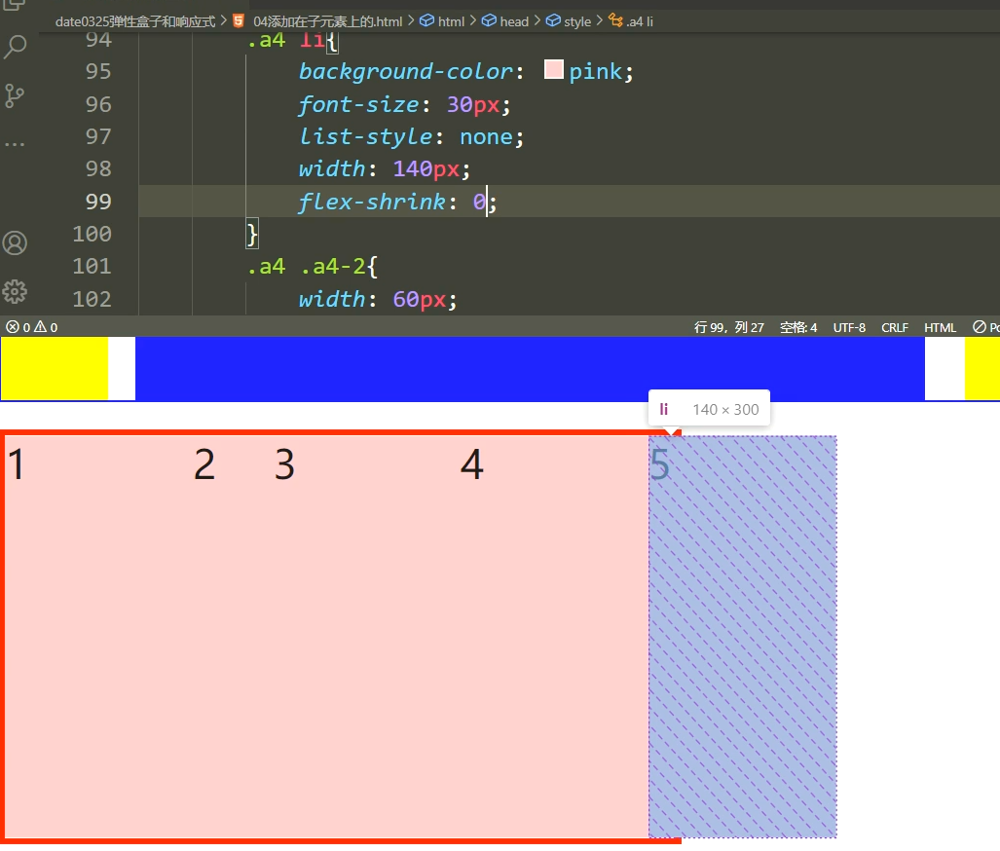 date0325弹性盒子和响应式 > 04添加在子元素上的.html > html > head > style > .a4 li
94 .a4 li{
95 background-color: pink;
96 font-size: 30px;
97 list-style: none;
98 width: 140px;
99 flex-shrink: 0;
100 }
101 .a4 .a4-2{
102 width: 60px;
0 0 行 99，列 27 空格: 4 UTF-8 CRLF HTML Po
li 140 × 300
1 2 3 4 5